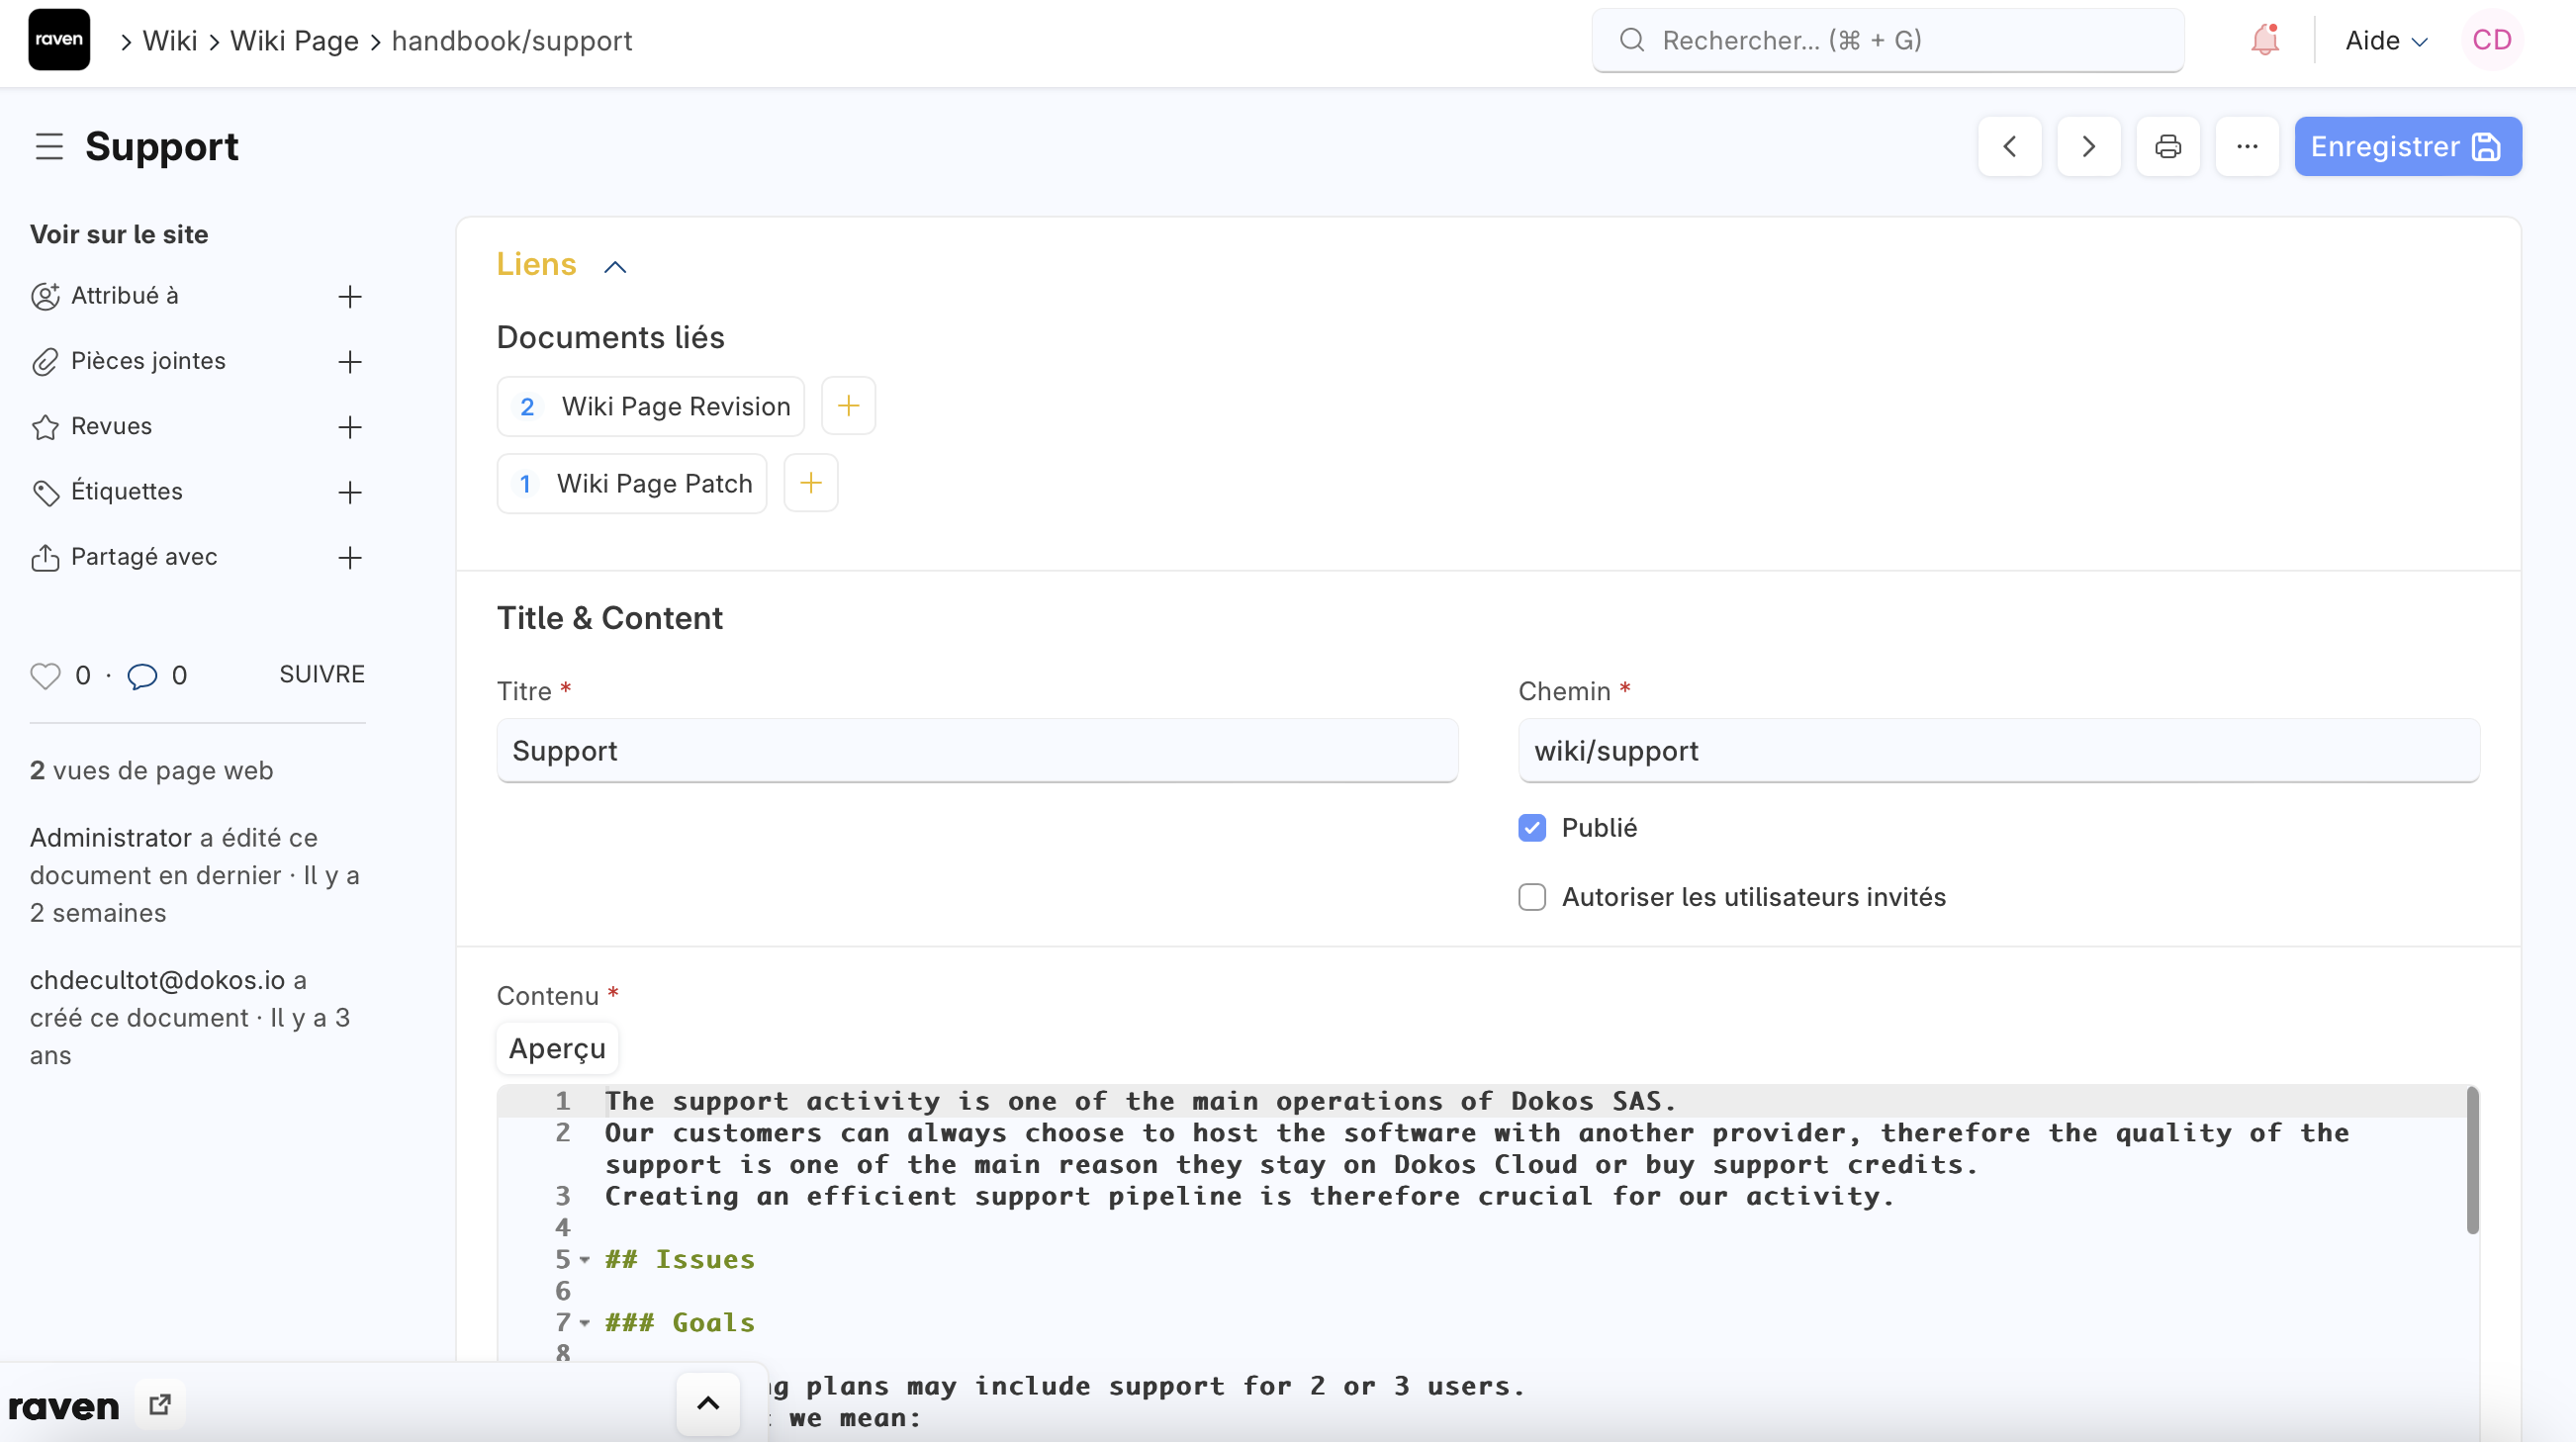 raven
Wiki
Wiki Page
handbook/support
Rechercher... (⌘ + G)
Aide
CD
Support
Enregistrer
Voir sur le site
Attribué à
Pièces jointes
Revues
Étiquettes
Partagé avec
0 · 0
SUIVRE
2 vues de page web
Administrator a édité ce
document en dernier · Il y a
2 semaines
chdecultot@dokos.io a
créé ce document · Il y a 3
ans
Liens
Documents liés
2 Wiki Page Revision
1 Wiki Page Patch
Title & Content
Titre *
Support
Chemin *
wiki/support
Publié
Autoriser les utilisateurs invités
Contenu *
Aperçu
1 The support activity is one of the main operations of Dokos SAS.
2 Our customers can always choose to host the software with another provider, therefore the quality of the
support is one of the main reason they stay on Dokos Cloud or buy support credits.
3 Creating an efficient support pipeline is therefore crucial for our activity.
4
5 ## Issues
6
7 ### Goals
8
plans may include support for 2 or 3 users.
we mean:
raven